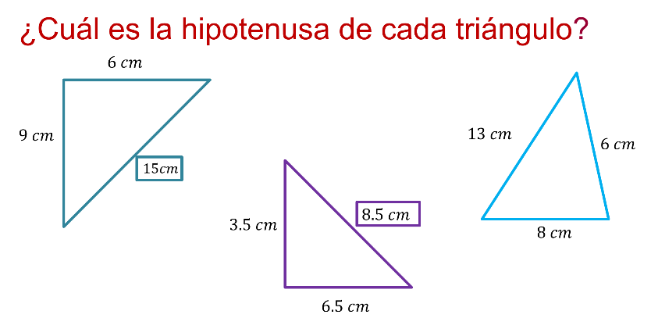 ¿Cuál es la hipotenusa de cada triángulo?
6 cm
9 cm
15cm
3.5 cm
8.5 cm
6.5 cm
13 cm
6 cm
8 cm